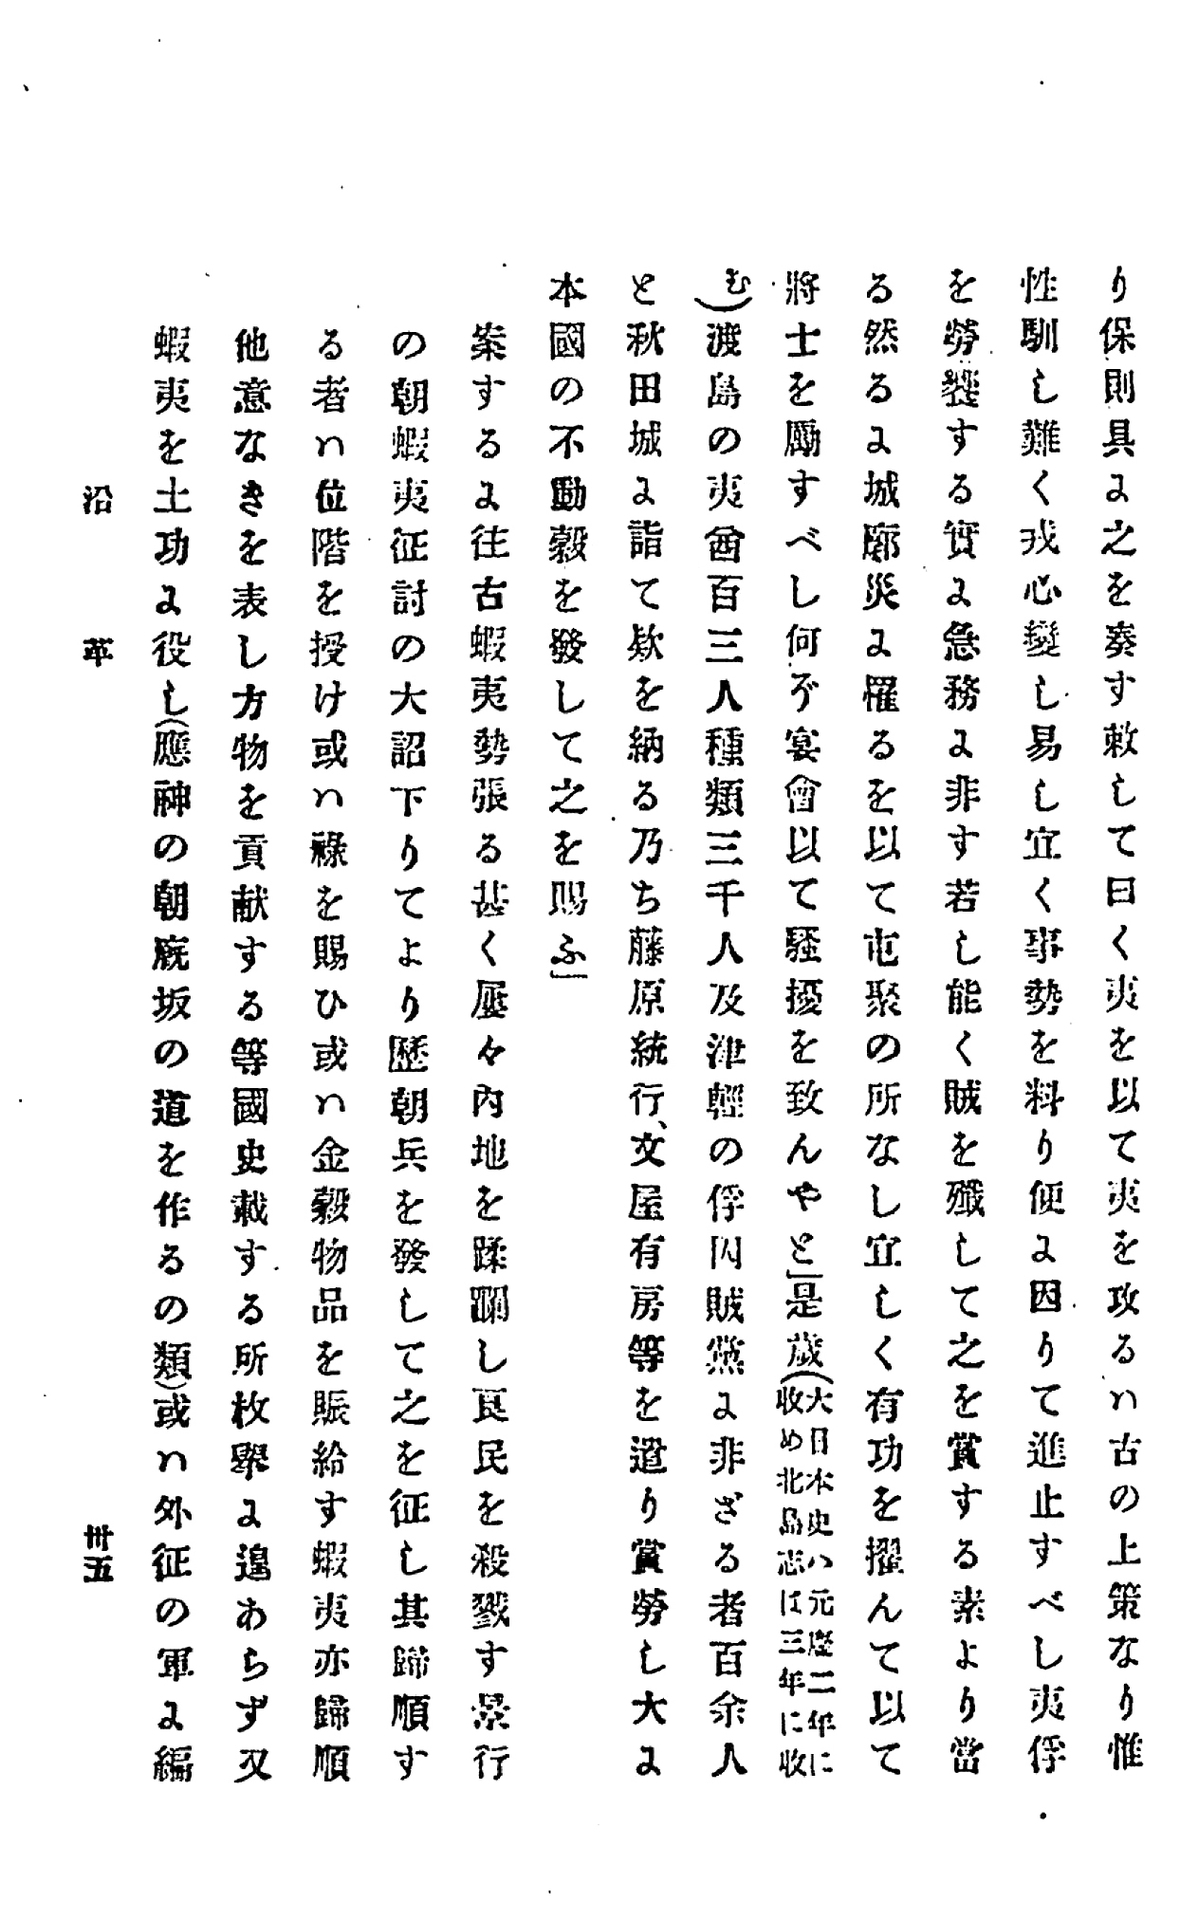 り保則具に之を奏す敕して曰く夷を以て夷を攻るハ古の上策なり惟
性馴し難く戎心變し易し宜く事勢を料り便に因りて進止すべし夷俘
を勞饗する實に急務に非す若し能く賊を殲して之を賞する素より當
る然るに城廓災に罹るを以て屯聚の所なし宜しく有功を擢んて以て
將士を勵すべし何ぞ宴會以て騷擾を致んやと」是歲(大日本史ハ元慶二年に
收め北島志は三年に收
む)渡島の夷酋百三人種類三千人及津輕の俘囚賊黨に非ざる者百余人
と秋田城に詣て欵を納る乃ち藤原統行、文屋有房等を遣り賞勞し大に
本國の不動穀を發して之を賜ふ」
桉するに往古蝦夷勢張る甚く屢々內地を蹂躪し良民を殺戮す景行
の朝蝦夷征討の大詔下りてより歷朝兵を發して之を征し其歸順す
る者ハ位階を授け或ハ祿を賜ひ或ハ金穀物品を賑給す蝦夷亦歸順
他意なきを表し方物を貢献する等國史載する所枚擧に遑あらず又
蝦夷を土功に役し(應神の朝廐坂の道を作るの類)或ハ外征の軍に編
沿革
卅五